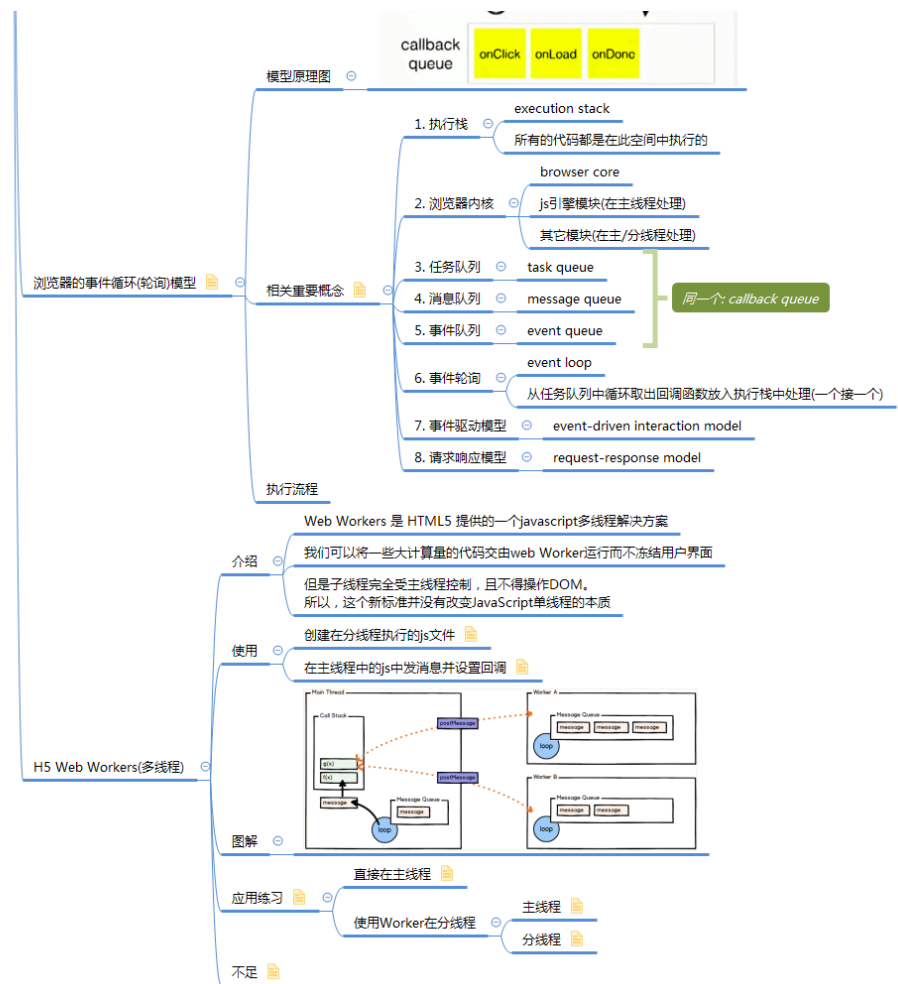 callback
queue
onClick
onLoad
onDone
模型原理图
1. 执行栈
execution stack
所有的代码都是在此空间中执行的
2. 浏览器内核
browser core
js引擎模块(在主线程处理)
其它模块(在主/分线程处理)
浏览器的事件循环(轮询)模型
相关重要概念
3. 任务队列
task queue
4. 消息队列
message queue
5. 事件队列
event queue
同一个: callback queue
6. 事件轮询
event loop
从任务队列中循环取出回调函数放入执行栈中处理(一个接一个)
7. 事件驱动模型
event-driven interaction model
8. 请求响应模型
request-response model
执行流程
H5 Web Workers(多线程)
介绍
Web Workers 是 HTML5 提供的一个javascript多线程解决方案
我们可以将一些大计算量的代码交由web Worker运行而不冻结用户界面
但是子线程完全受主线程控制，且不得操作DOM。
所以，这个新标准并没有改变JavaScript单线程的本质
使用
创建在分线程执行的js文件
在主线程中的js中发消息并设置回调
图解
Main Thread
Call Stack
g(x)
f(x)
message
Message Queue
message
loop
postMessage
postMessage
Worker A
Message Queue
message
message
message
loop
Worker B
Message Queue
message
message
loop
应用练习
直接在主线程
使用Worker在分线程
主线程
分线程
不足